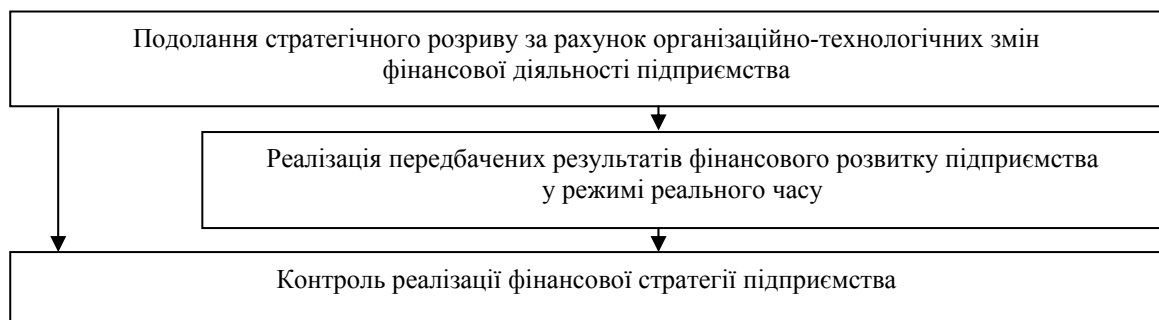 Подолання стратегічного розриву за рахунок організаційно-технологічних змін
фінансової діяльності підприємства
Реалізація передбачених результатів фінансового розвитку підприємства
у режимі реального часу
Контроль реалізації фінансової стратегії підприємства